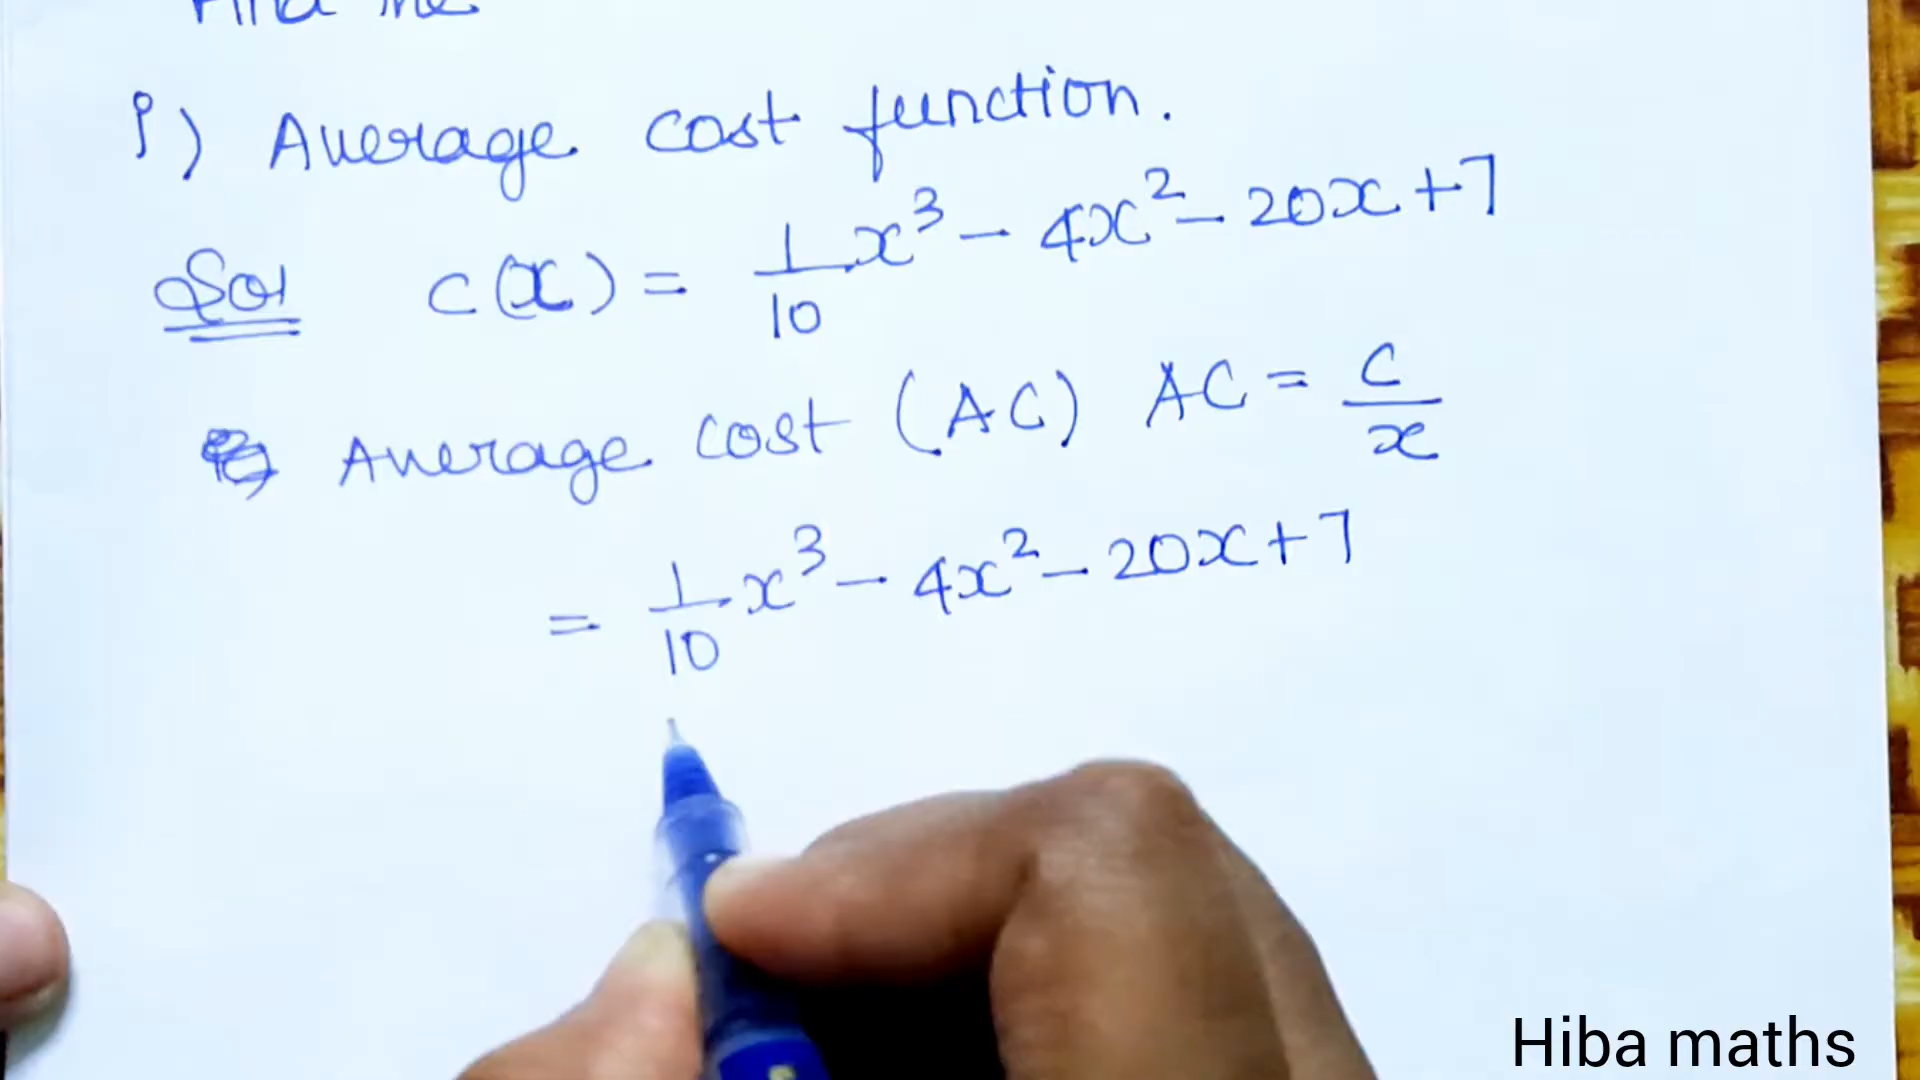 i) Average cost function.
Sol C(x) = 1/10 x³ - 4x² - 20x + 7
Average cost (AC) AC = C/x
= 1/10 x³ - 4x² - 20x + 7
Hiba maths